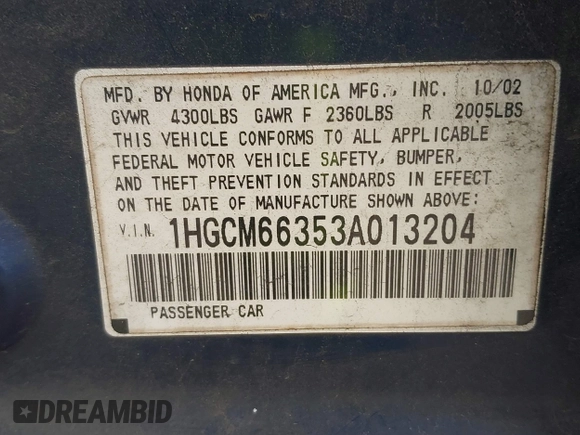 MFD. BY HONDA OF AMERICA MFG., INC. 10/02
GVWR 4300LBS GAWR F 2360LBS R 2005LBS
THIS VEHICLE CONFORMS TO ALL APPLICABLE
FEDERAL MOTOR VEHICLE SAFETY, BUMPER,
AND THEFT PREVENTION STANDARDS IN EFFECT
ON THE DATE OF MANUFACTURE SHOWN ABOVE:
V.I.N. 1HGCM66353A013204
PASSENGER CAR
DREAMBID